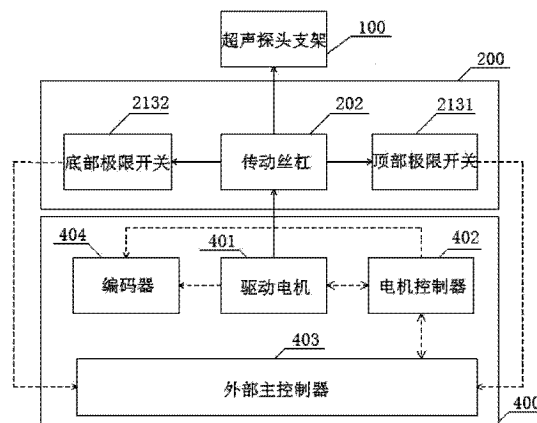 超声探头支架
100
200
2132
202
2131
底部极限开关
传动丝杠
顶部极限开关
404
401
402
编码器
驱动电机
电机控制器
403
外部主控制器
400